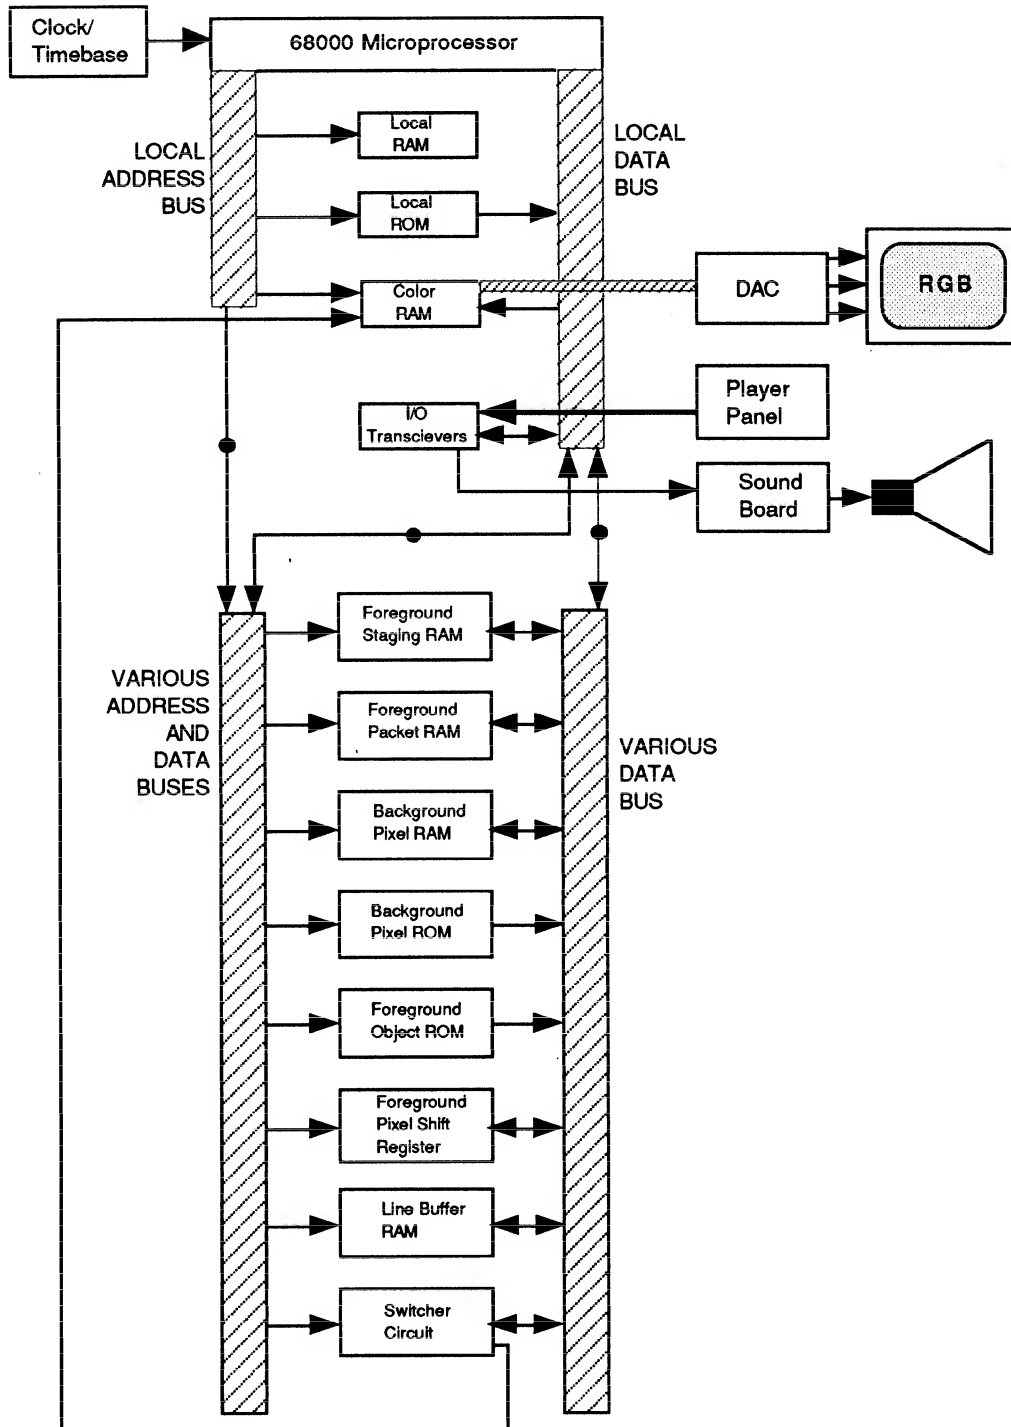 Clock/
Timebase
68000 Microprocessor
LOCAL
ADDRESS
BUS
Local
RAM
LOCAL
DATA
BUS
Local
ROM
Color
RAM
DAC
RGB
I/O
Transcievers
Player
Panel
Sound
Board
VARIOUS
ADDRESS
AND
DATA
BUSES
Foreground
Staging RAM
Foreground
Packet RAM
VARIOUS
DATA
BUS
Background
Pixel RAM
Background
Pixel ROM
Foreground
Object ROM
Foreground
Pixel Shift
Register
Line Buffer
RAM
Switcher
Circuit